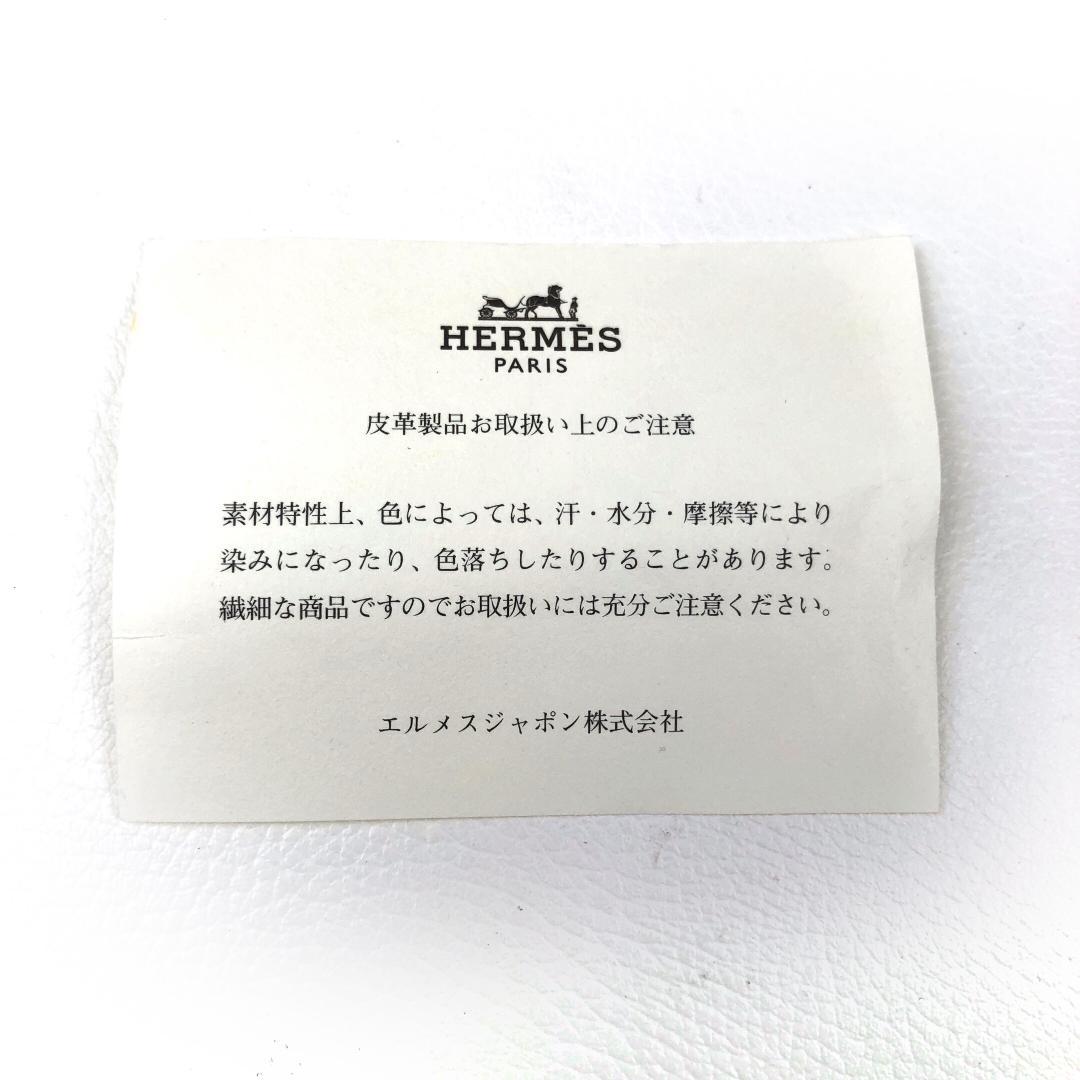 HERMÈS
PARIS
皮革製品お取扱い上のご注意
素材特性上、色によっては、汗・水分・摩擦等により
染みになったり、色落ちしたりすることがあります。
繊細な商品ですのでお取扱いには充分ご注意ください。
エルメスジャポン株式会社